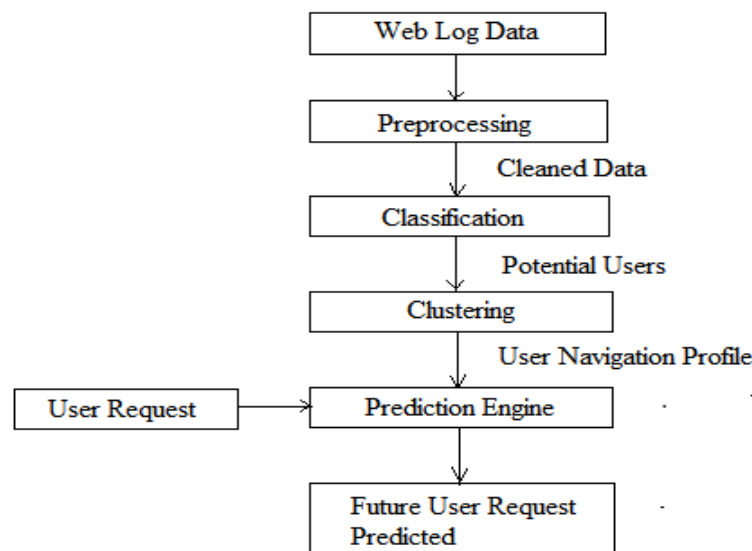 Web Log Data
Preprocessing
Cleaned Data
Classification
Potential Users
Clustering
User Navigation Profile
User Request
Prediction Engine
Future User Request
Predicted